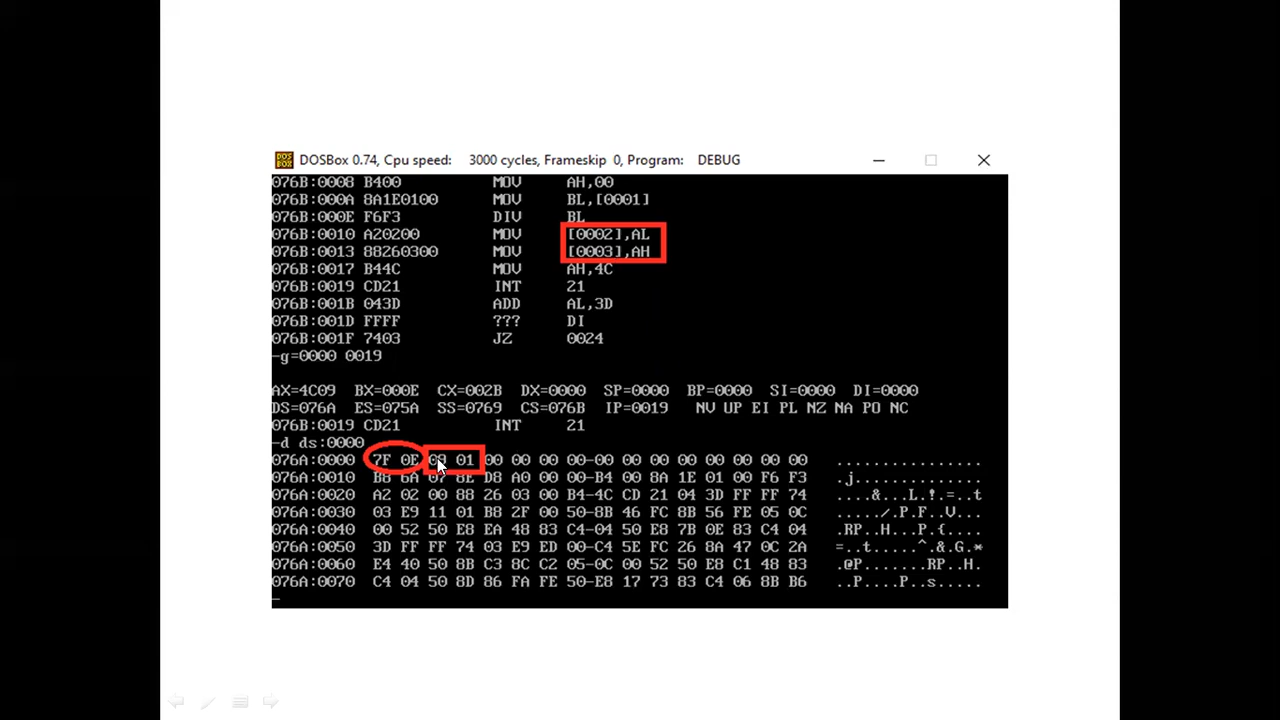 DOSBox 0.74, Cpu speed: 3000 cycles, Frameskip 0, Program: DEBUG
076B:0008 B400 MOV AH,00
076B:000A 8A1E0100 MOV BL,[0001]
076B:000E F6F3 DIV BL
076B:0010 A20200 MOV [0002],AL
076B:0013 88260300 MOV [0003],AH
076B:0017 B44C MOV AH,4C
076B:0019 CD21 INT 21
076B:001B 043D ADD AL,3D
076B:001D FFFF ??? DI
076B:001F 7403 JZ 0024
-g=0000 0019
AX=4C09 BX=000E CX=002B DX=0000 SP=0000 BP=0000 SI=0000 DI=0000
DS=076A ES=075A SS=0769 CS=076B IP=0019 NV UP EI PL NZ NA PO NC
076B:0019 CD21 INT 21
-d ds:0000
076A:0000 7F 0E 01 00 00 00 00-00 00 00 00 00 00 00 00 ................
076A:0010 B8 6A 07 8E D8 A0 00 00-B4 00 8A 1E 01 00 F6 F3 .j..............
076A:0020 A2 02 00 88 26 03 00 B4-4C CD 21 04 3D FF FF 74 ....&...L.!.=..t
076A:0030 03 E9 11 01 B8 2F 00 50-8B 46 FC 8B 56 FE 05 0C ...../.P.F..V...
076A:0040 00 52 50 E8 EA 48 83 C4-04 50 E8 7B 0E 83 C4 04 .RP..H...P.{....
076A:0050 3D FF FF 74 03 E9 ED 00-C4 5E FC 26 8A 47 0C 2A =..t.....^.&.G.*
076A:0060 E4 40 50 8B C3 8C C2 05-0C 00 52 50 E8 C1 48 83 .@P.......RP..H.
076A:0070 C4 04 50 8D 86 FA FE 50-E8 17 73 83 C4 06 8B B6 ..P....P..s.....